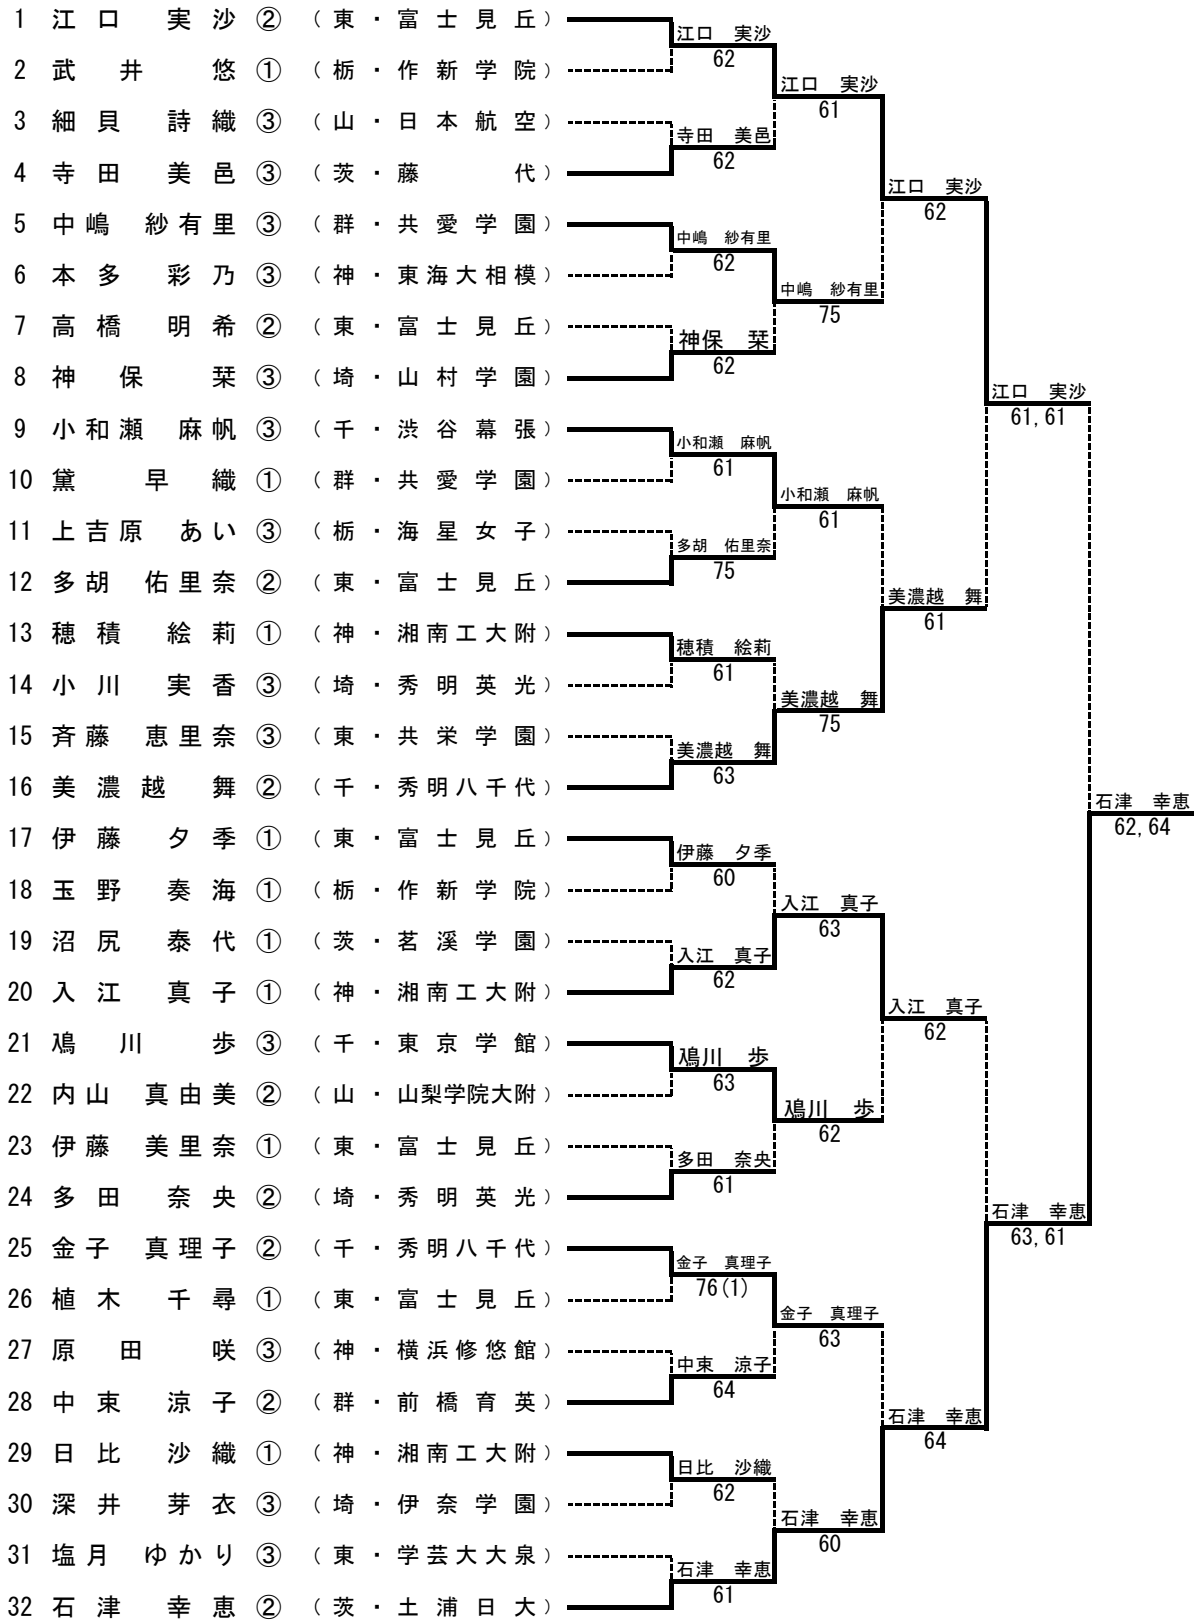 1 江口 実沙 ② (東・富士見丘)
2 武井 悠 ① (栃・作新学院)
3 細貝 詩織 ③ (山・日本航空)
4 寺田 美邑 ③ (茨・藤代)
5 中嶋 紗有里 ③ (群・共愛学園)
6 本多 彩乃 ③ (神・東海大相模)
7 高橋 明希 ② (東・富士見丘)
8 神保 栞 ③ (埼・山村学園)
9 小和瀬 麻帆 ③ (千・渋谷幕張)
10 黛 早織 ① (群・共愛学園)
11 上吉原 あい ③ (栃・海星女子)
12 多胡 佑里奈 ② (東・富士見丘)
13 穂積 絵莉 ① (神・湘南工大附)
14 小川 実香 ③ (埼・秀明英光)
15 斉藤 恵里奈 ③ (東・共栄学園)
16 美濃越 舞 ② (千・秀明八千代)
17 伊藤 夕季 ① (東・富士見丘)
18 玉野 奏海 ① (栃・作新学院)
19 沼尻 泰代 ① (茨・茗溪学園)
20 入江 真子 ① (神・湘南工大附)
21 鳰川 歩 ③ (千・東京学館)
22 内山 真由美 ② (山・山梨学院大附)
23 伊藤 美里奈 ① (東・富士見丘)
24 多田 奈央 ② (埼・秀明英光)
25 金子 真理子 ② (千・秀明八千代)
26 植木 千尋 ① (東・富士見丘)
27 原田 咲 ③ (神・横浜修悠館)
28 中東 涼子 ② (群・前橋育英)
29 日比 沙織 ① (神・湘南工大附)
30 深井 芽衣 ③ (埼・伊奈学園)
31 塩月 ゆかり ③ (東・学芸大大泉)
32 石津 幸恵 ② (茨・土浦日大)
江口 実沙
62
寺田 美邑
62
中嶋 紗有里
62
神保 栞
62
小和瀬 麻帆
61
多胡 佑里奈
75
穂積 絵莉
61
美濃越 舞
63
伊藤 夕季
60
入江 真子
62
鳰川 歩
63
多田 奈央
61
金子 真理子
76(1)
中東 涼子
64
日比 沙織
62
石津 幸恵
61
江口 実沙
61
中嶋 紗有里
75
小和瀬 麻帆
61
美濃越 舞
75
入江 真子
63
鳰川 歩
62
金子 真理子
63
石津 幸恵
60
江口 実沙
62
美濃越 舞
61
入江 真子
62
石津 幸恵
64
江口 実沙
61,61
石津 幸恵
63,61
石津 幸恵
62,64